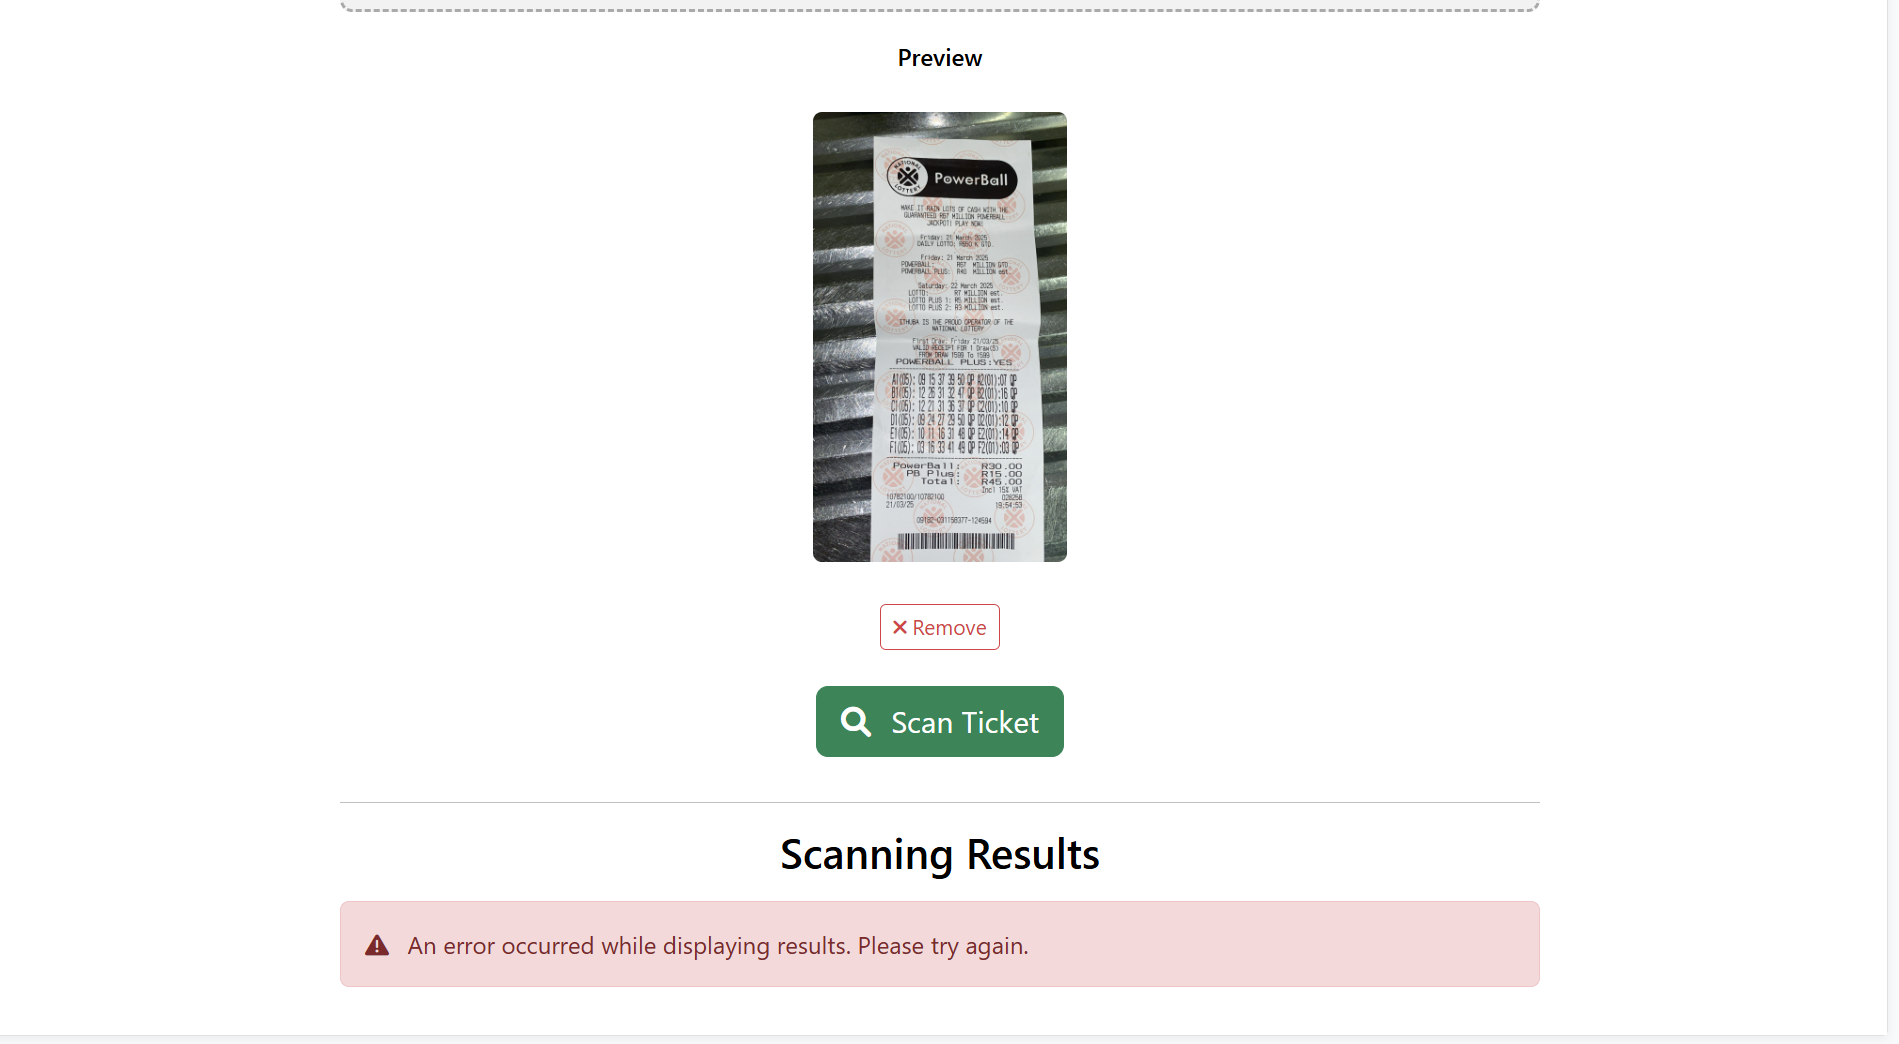 Preview
NATIONAL LOTTERY
PowerBall
MAKE IT RAIN LOTS OF CASH WITH THE
GUARANTEED R67 MILLION POWERBALL
JACKPOT! PLAY NOW!
Friday: 21 March 2025
DAILY LOTTO: GTD.
Friday: 21 March 2025
POWERBALL: R67 MILLION GTD.
POWERBALL PLUS: R40 MILLION est.
Saturday: 22 March 2025
LOTTO: R7 MILLION est.
LOTTO PLUS 1: R5 MILLION est.
LOTTO PLUS 2: R3 MILLION est.
ITHUBA IS THE PROUD OPERATOR OF THE
NATIONAL LOTTERY
First Draw: Friday 21/03/25
VALID RECEIPT FOR 1 Draw(S)
FROM DRAW 1599 To 1599
POWERBALL PLUS:YES
A1(05): 09 15 37 39 50 QP A2(01):07 QP
B1(05): 12 26 31 32 47 QP B2(01):16 QP
C1(05): 12 21 31 36 37 QP C2(01):10 QP
D1(05): 09 24 27 29 50 QP D2(01):12 QP
E1(05): 10 11 16 31 48 QP E2(01):14 QP
F1(05): 03 16 33 41 49 QP F2(01):03 QP
PowerBall: R30.00
PB Plus: R15.00
Total: R45.00
Incl 15% VAT
10782100/10782100
21/03/25 18:54:53
Remove
Scan Ticket
Scanning Results
An error occurred while displaying results. Please try again.